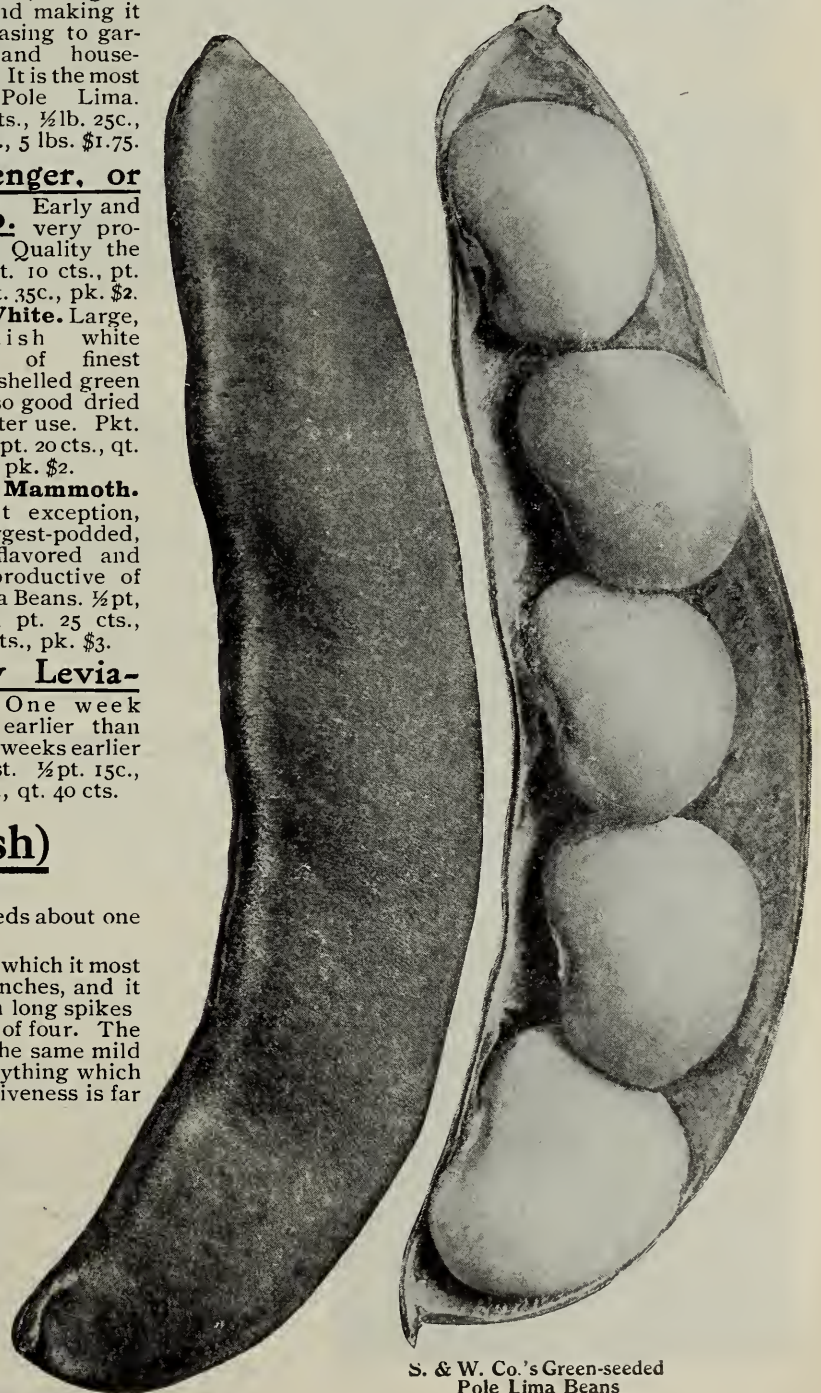 nd making it
asing to gar-
and house-
It is the most
Pole Lima.
ts., ½lb. 25c.,
., 5 lbs. $1.75.
enger, or
Early and
very pro-
Quality the
t. 10 cts., pt.
t. 35c., pk. $2.
White. Large,
ish white
of finest
shelled green
so good dried
ter use. Pkt.
pt. 20 cts., qt.
pk. $2.
Mammoth.
t exception,
rgest-podded,
flavored and
productive of
a Beans. ½pt,
pt. 25 cts.,
ts., pk. $3.
Levia-
One week
earlier than
weeks earlier
st. ½pt. 15c.,
., qt. 40 cts.
sh)
eds about one
which it most
nches, and it
n long spikes
of four. The
he same mild
ything which
iveness is far
S. & W. Co.'s Green-seeded
Pole Lima Beans